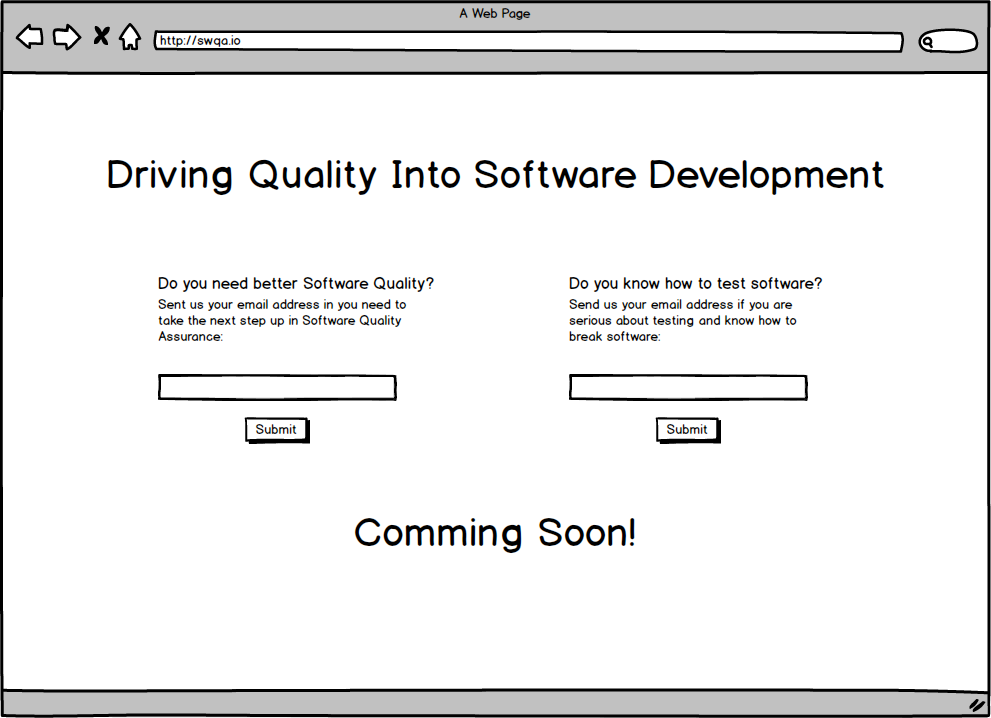 A Web Page
http://swqa.io
Driving Quality Into Software Development
Do you need better Software Quality?
Sent us your email address in you need to
take the next step up in Software Quality
Assurance:
Submit
Do you know how to test software?
Send us your email address if you are
serious about testing and know how to
break software:
Submit
Comming Soon!